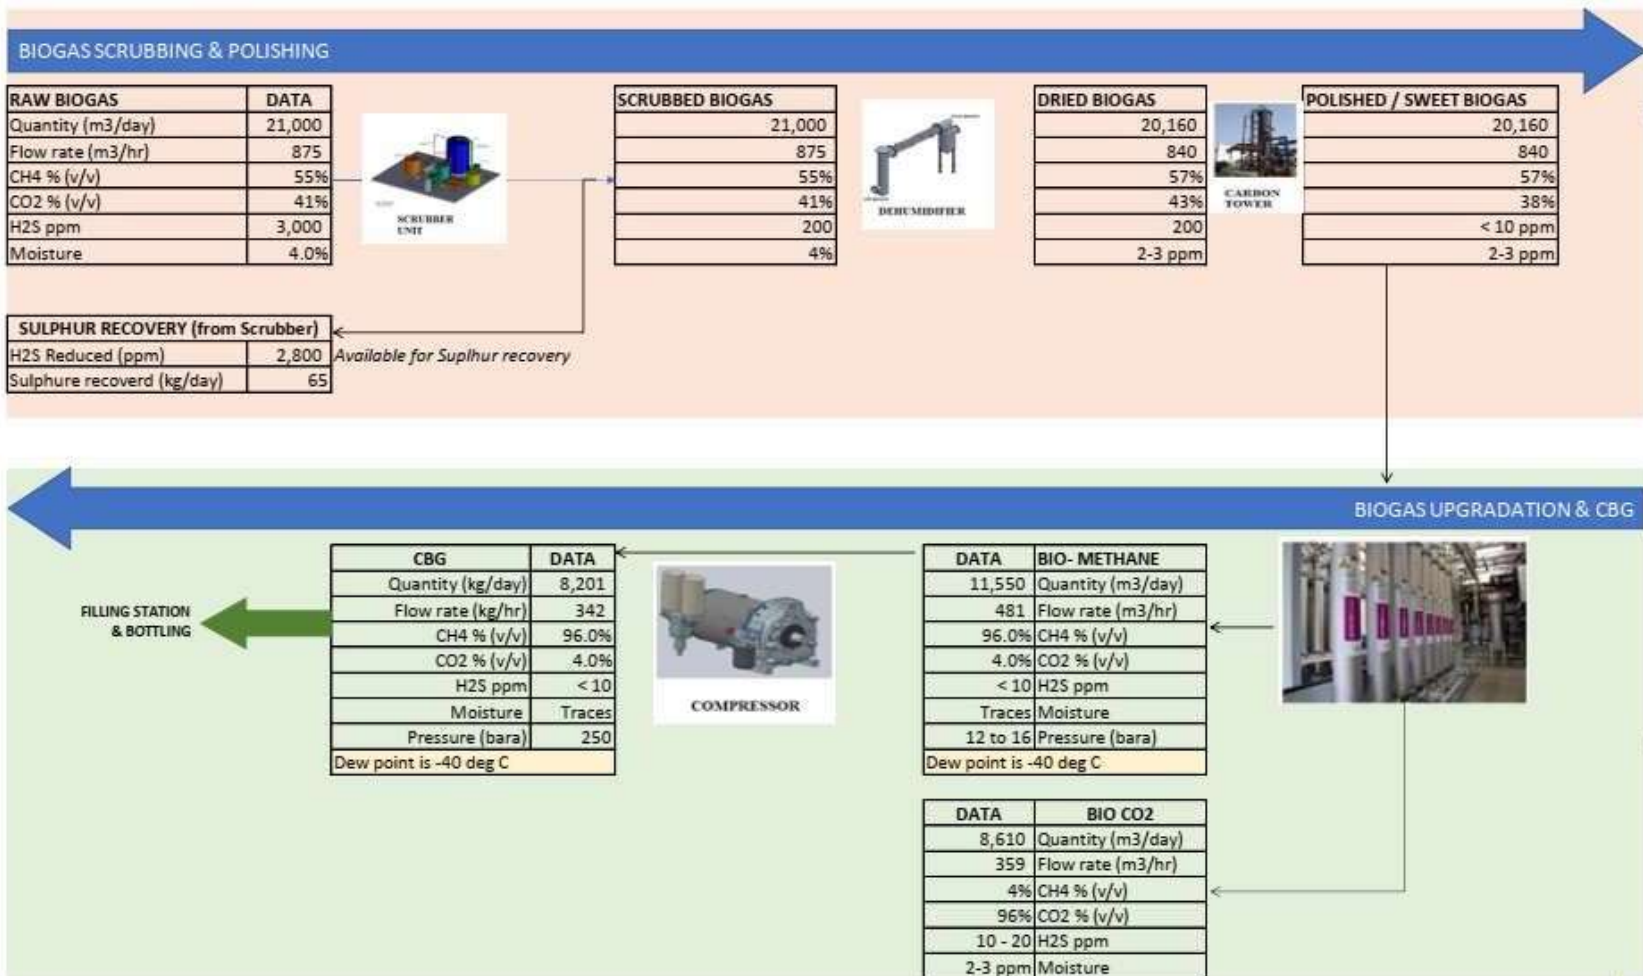 BIOGAS SCRUBBING & POLISHING
RAW BIOGAS DATA
Quantity (m3/day) 21,000
Flow rate (m3/hr) 875
CH4 % (v/v) 55%
CO2 % (v/v) 41%
H2S ppm 3,000
Moisture 4.0%
SCRUBBER
UNIT
SCRUBBED BIOGAS
21,000
875
55%
41%
200
4%
DEHUMIDIFIER
DRIED BIOGAS
20,160
840
57%
43%
200
2-3 ppm
CARBON
TOWER
POLISHED / SWEET BIOGAS
20,160
840
57%
38%
< 10 ppm
2-3 ppm
SULPHUR RECOVERY (from Scrubber)
H2S Reduced (ppm) 2,800 Available for Suplhur recovery
Sulphure recoverd (kg/day) 65
BIOGAS UPGRADATION & CBG
FILLING STATION
& BOTTLING
CBG DATA
Quantity (kg/day) 8,201
Flow rate (kg/hr) 342
CH4 % (v/v) 96.0%
CO2 % (v/v) 4.0%
H2S ppm < 10
Moisture Traces
Pressure (bara) 250
Dew point is -40 deg C
COMPRESSOR
DATA BIO- METHANE
11,550 Quantity (m3/day)
481 Flow rate (m3/hr)
96.0% CH4 % (v/v)
4.0% CO2 % (v/v)
< 10 H2S ppm
Traces Moisture
12 to 16 Pressure (bara)
Dew point is -40 deg C
DATA BIO CO2
8,610 Quantity (m3/day)
359 Flow rate (m3/hr)
4% CH4 % (v/v)
96% CO2 % (v/v)
10 - 20 H2S ppm
2-3 ppm Moisture